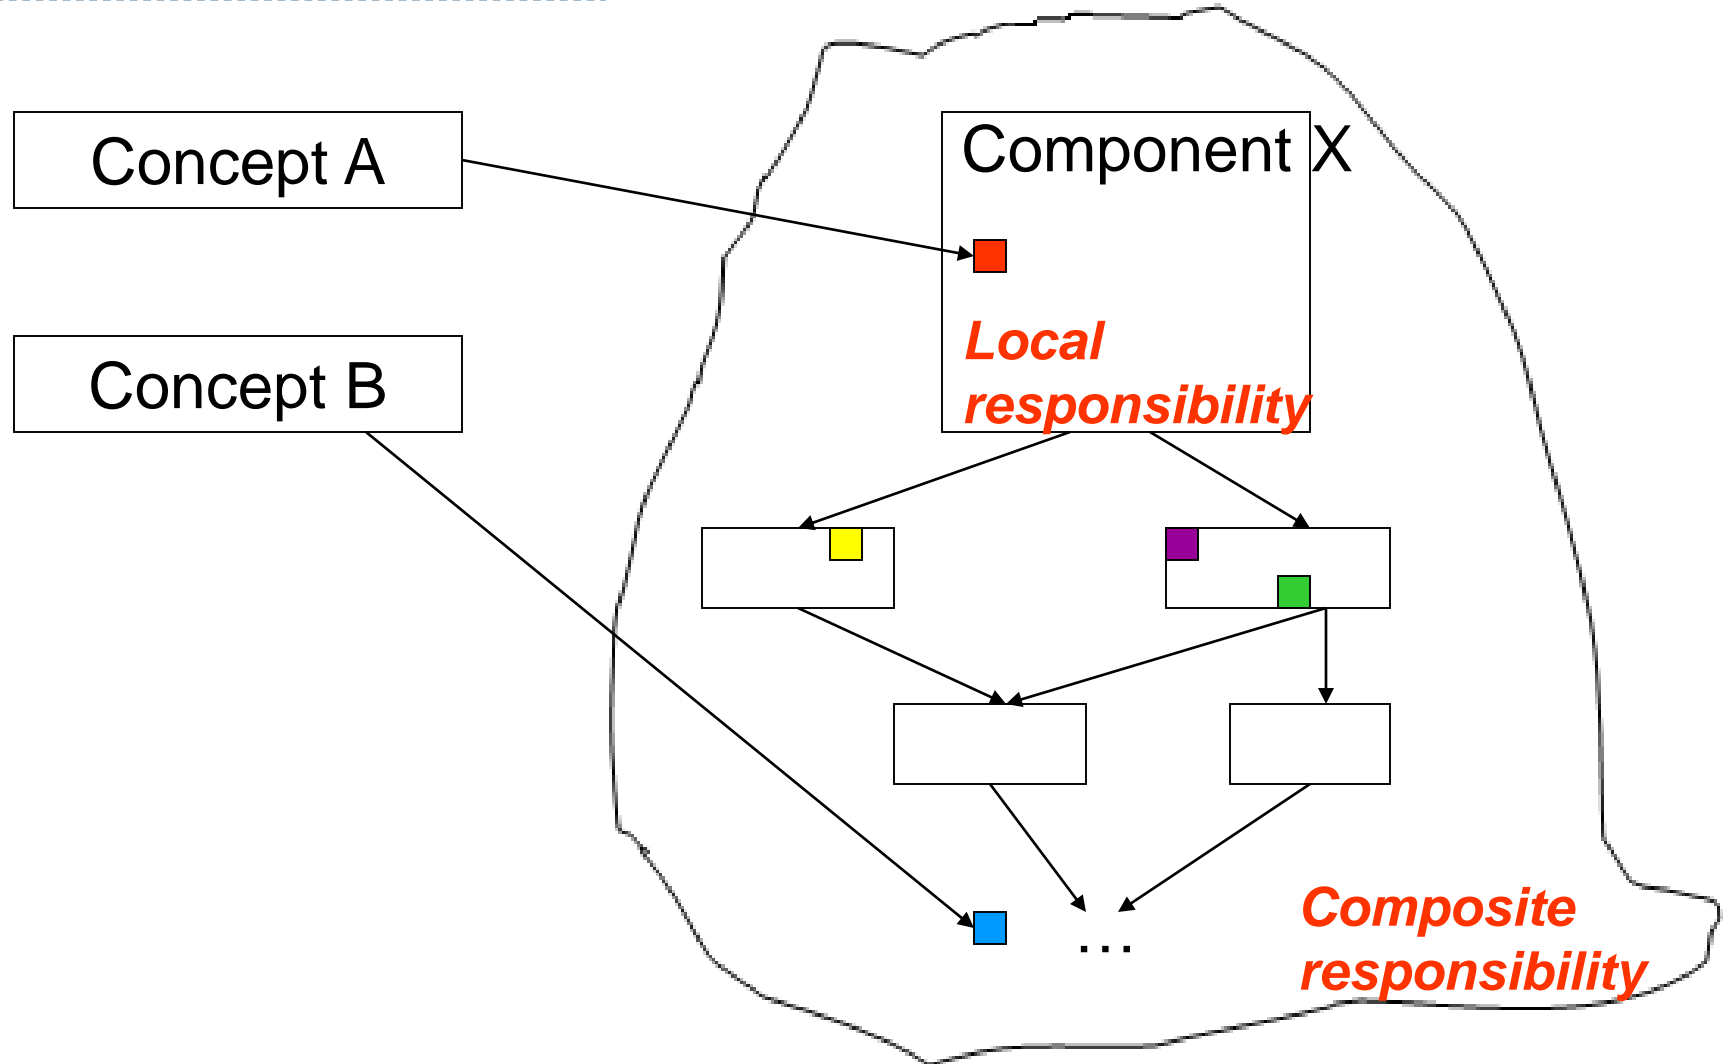 Concept A
Component X
Local
responsibility
Concept B
...
Composite
responsibility